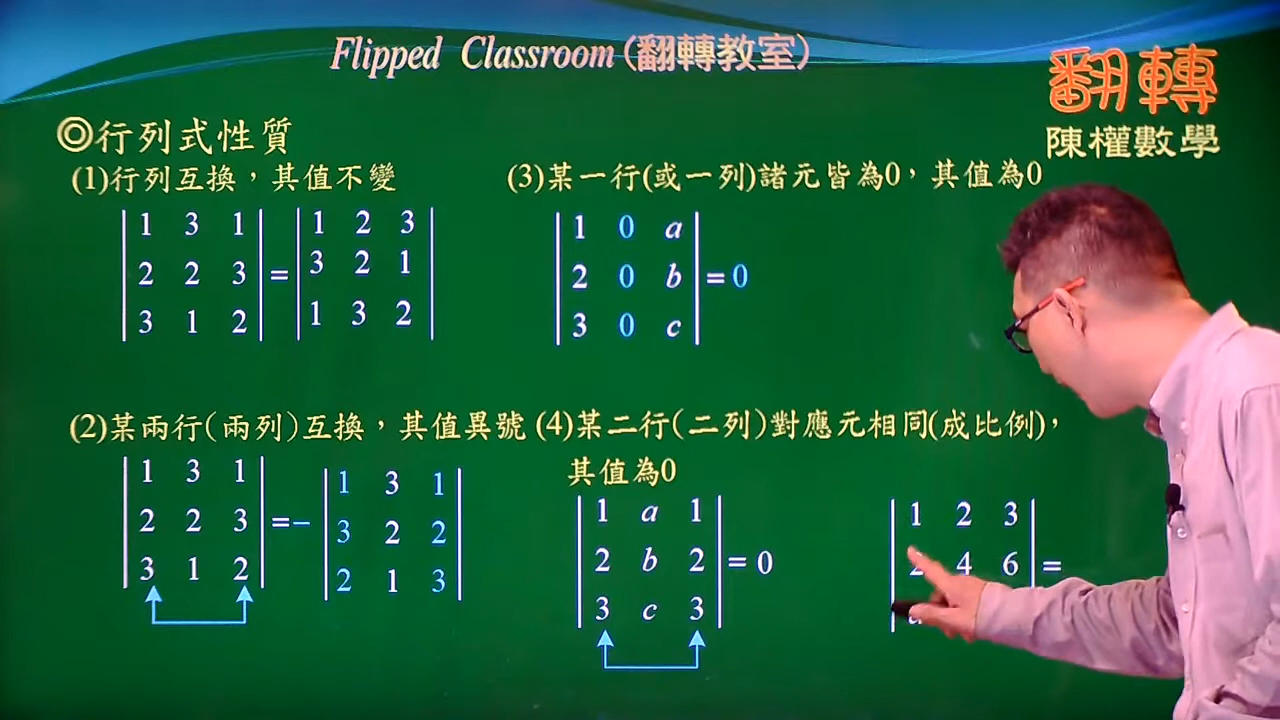 Flipped Classroom(翻轉教室)
翻轉
陳權數學
◎行列式性質
(1)行列互換，其值不變
1 3 1 1 2 3
2 2 3 = 3 2 1
3 1 2 1 3 2
(3)某一行(或一列)諸元皆為0，其值為0
1 0 a
2 0 b = 0
3 0 c
(2)某兩行(兩列)互換，其值異號
1 3 1 1 3 1
2 2 3 =− 3 2 2
3 1 2 2 1 3
(4)某二行(二列)對應元相同(成比例)，
其值為0
1 a 1
2 b 2 = 0
3 c 3
1 2 3
4 6 =